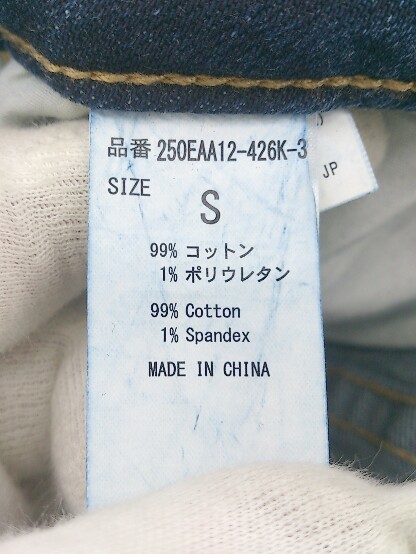 品番 250EAA12-426K-3
SIZE
S
99% コットン
1% ポリウレタン
99% Cotton
1% Spandex
MADE IN CHINA
JP